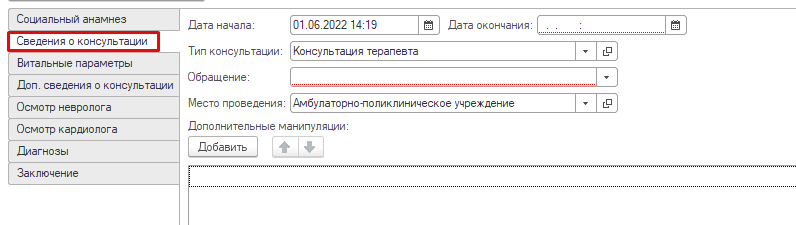 Социальный анамнез
Сведения о консультации
Витальные параметры
Доп. сведения о консультации
Осмотр невролога
Осмотр кардиолога
Диагнозы
Заключение
Дата начала: 01.06.2022 14:19 Дата окончания: . . :
Тип консультации: Консультация терапевта
Обращение:
Место проведения: Амбулаторно-поликлиническое учреждение
Дополнительные манипуляции:
Добавить